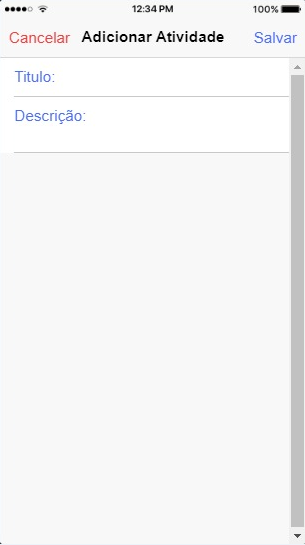 12:34 PM 100%
Cancelar Adicionar Atividade Salvar
Titulo:
Descrição: